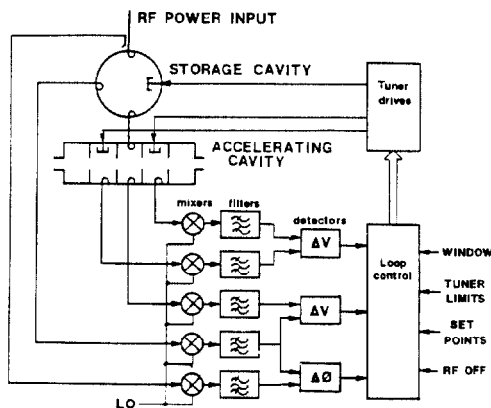 RF POWER INPUT
STORAGE CAVITY
Tuner
drives
ACCELERATING
CAVITY
mixers
filters
detectors
ΔV
Loop
control
WINDOW
TUNER
LIMITS
ΔV
SET
POINTS
ΔØ
RF OFF
LO